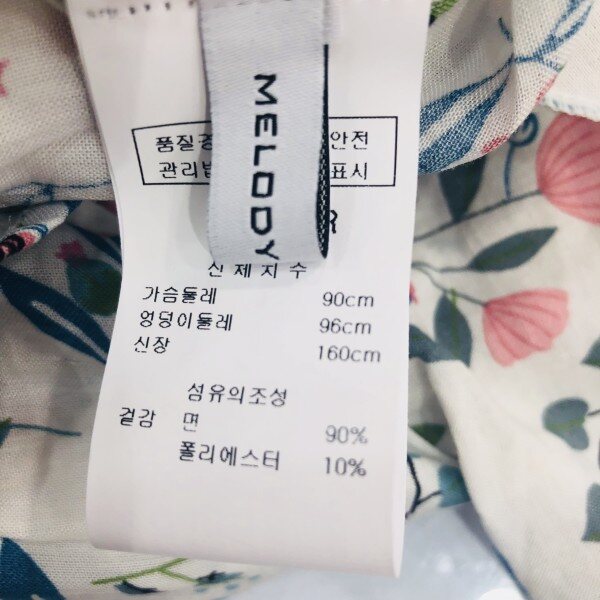 MELODY
품질경 안전
관리법 표시
R
신체치수
가슴둘레 90cm
엉덩이둘레 96cm
신장 160cm
섬유의조성
겉감 면 90%
폴리에스터 10%